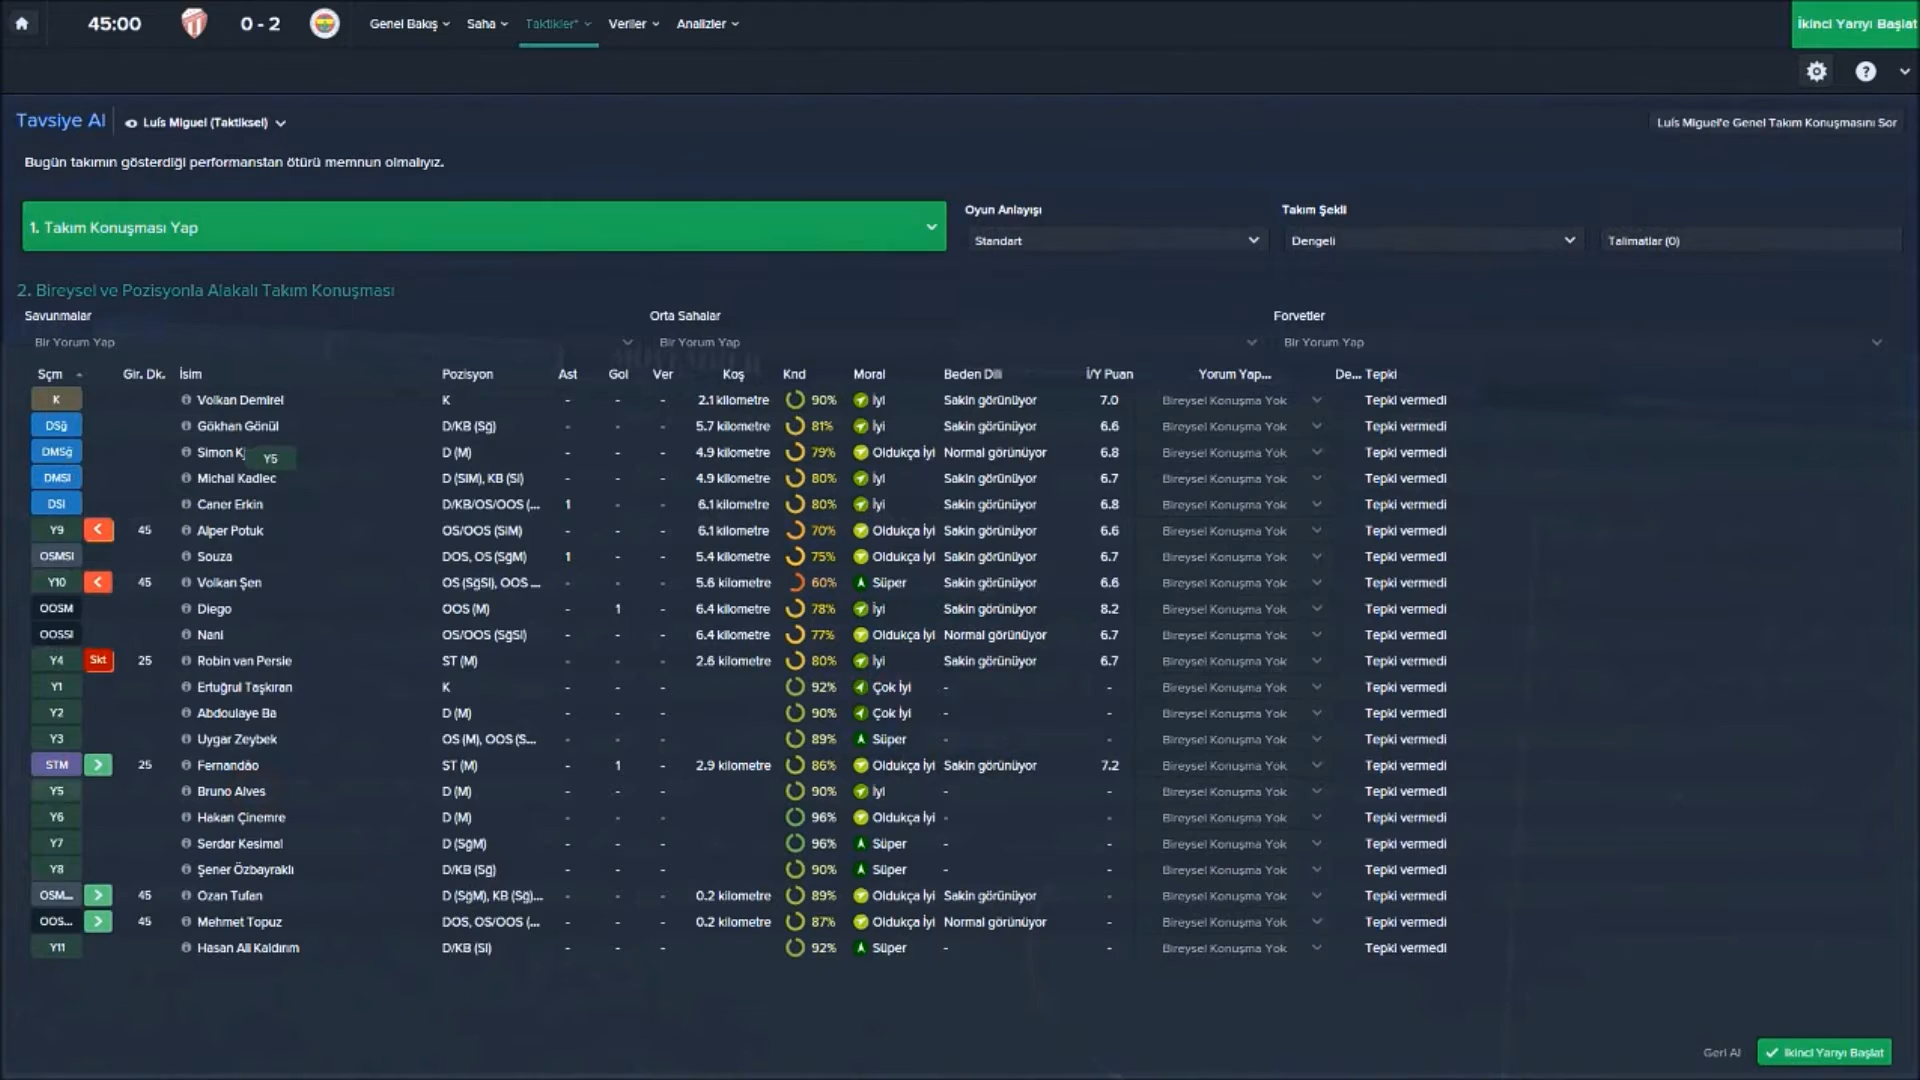 45:00 0 - 2 Genel Bakış Saha Taktikler* Veriler Analizler İkinci Yarıyı Başlat
Tavsiye Al Luís Miguel (Taktiksel) Luís Miguel'e Genel Takım Konuşmasını Sor
Bugün takımın gösterdiği performanstan ötürü memnun olmalıyız.
Oyun Anlayışı Takım Şekli
1. Takım Konuşması Yap Standart Dengeli Talimatlar (0)
2. Bireysel ve Pozisyonla Alakalı Takım Konuşması
Savunmalar Orta Sahalar Forvetler
Bir Yorum Yap Bir Yorum Yap Bir Yorum Yap
Sçm Gir. Dk. İsim Pozisyon Ast Gol Ver Koş Knd Moral Beden Dili İ/Y Puan Yorum Yap... De... Tepki
K Volkan Demirel K - - - 2.1 kilometre 90% İyi Sakin görünüyor 7.0 Bireysel Konuşma Yok Tepki vermedi
DSğ Gökhan Gönül D/KB (Sğ) - - - 5.7 kilometre 81% İyi Sakin görünüyor 6.6 Bireysel Konuşma Yok Tepki vermedi
DMSğ Simon Kj Y5 D (M) - - - 4.9 kilometre 79% Oldukça İyi Normal görünüyor 6.8 Bireysel Konuşma Yok Tepki vermedi
DMSl Michal Kadlec D (SlM), KB (Sl) - - - 4.9 kilometre 80% İyi Sakin görünüyor 6.7 Bireysel Konuşma Yok Tepki vermedi
DSl Caner Erkin D/KB/OS/OOS (... 1 - - 6.1 kilometre 80% İyi Sakin görünüyor 6.8 Bireysel Konuşma Yok Tepki vermedi
Y9 45 Alper Potuk OS/OOS (SlM) - - - 6.1 kilometre 70% Oldukça İyi Sakin görünüyor 6.6 Bireysel Konuşma Yok Tepki vermedi
OSMSl Souza DOS, OS (SğM) 1 - - 5.4 kilometre 75% Oldukça İyi Sakin görünüyor 6.7 Bireysel Konuşma Yok Tepki vermedi
Y10 45 Volkan Şen OS (SğSl), OOS ... - - - 5.6 kilometre 60% Süper Sakin görünüyor 6.6 Bireysel Konuşma Yok Tepki vermedi
OOSM Diego OOS (M) - 1 - 6.4 kilometre 78% İyi Sakin görünüyor 8.2 Bireysel Konuşma Yok Tepki vermedi
OOSSl Nani OS/OOS (SğSl) - - - 6.4 kilometre 77% Oldukça İyi Normal görünüyor 6.7 Bireysel Konuşma Yok Tepki vermedi
Y4 Skt 25 Robin van Persie ST (M) - - - 2.6 kilometre 80% İyi Sakin görünüyor 6.7 Bireysel Konuşma Yok Tepki vermedi
Y1 Ertuğrul Taşkıran K - - - 92% Çok İyi - - Bireysel Konuşma Yok Tepki vermedi
Y2 Abdoulaye Ba D (M) - - - 90% Çok İyi - - Bireysel Konuşma Yok Tepki vermedi
Y3 Uygar Zeybek OS (M), OOS (S... - - - 89% Süper - - Bireysel Konuşma Yok Tepki vermedi
STM 25 Fernandão ST (M) - 1 - 2.9 kilometre 86% Oldukça İyi Sakin görünüyor 7.2 Bireysel Konuşma Yok Tepki vermedi
Y5 Bruno Alves D (M) - - - 90% İyi - - Bireysel Konuşma Yok Tepki vermedi
Y6 Hakan Çinemre D (M) - - - 96% Oldukça İyi - - Bireysel Konuşma Yok Tepki vermedi
Y7 Serdar Kesimal D (SğM) - - - 96% Süper - - Bireysel Konuşma Yok Tepki vermedi
Y8 Şener Özbayraklı D/KB (Sğ) - - - 90% Süper - - Bireysel Konuşma Yok Tepki vermedi
OSM... 45 Ozan Tufan D (SğM), KB (Sğ)... - - - 0.2 kilometre 89% Oldukça İyi Sakin görünüyor - Bireysel Konuşma Yok Tepki vermedi
OOS... 45 Mehmet Topuz DOS, OS/OOS (... - - - 0.2 kilometre 87% Oldukça İyi Normal görünüyor - Bireysel Konuşma Yok Tepki vermedi
Y11 Hasan Ali Kaldırım D/KB (Sl) - - - 92% Süper - - Bireysel Konuşma Yok Tepki vermedi
Geri Al İkinci Yarıyı Başlat